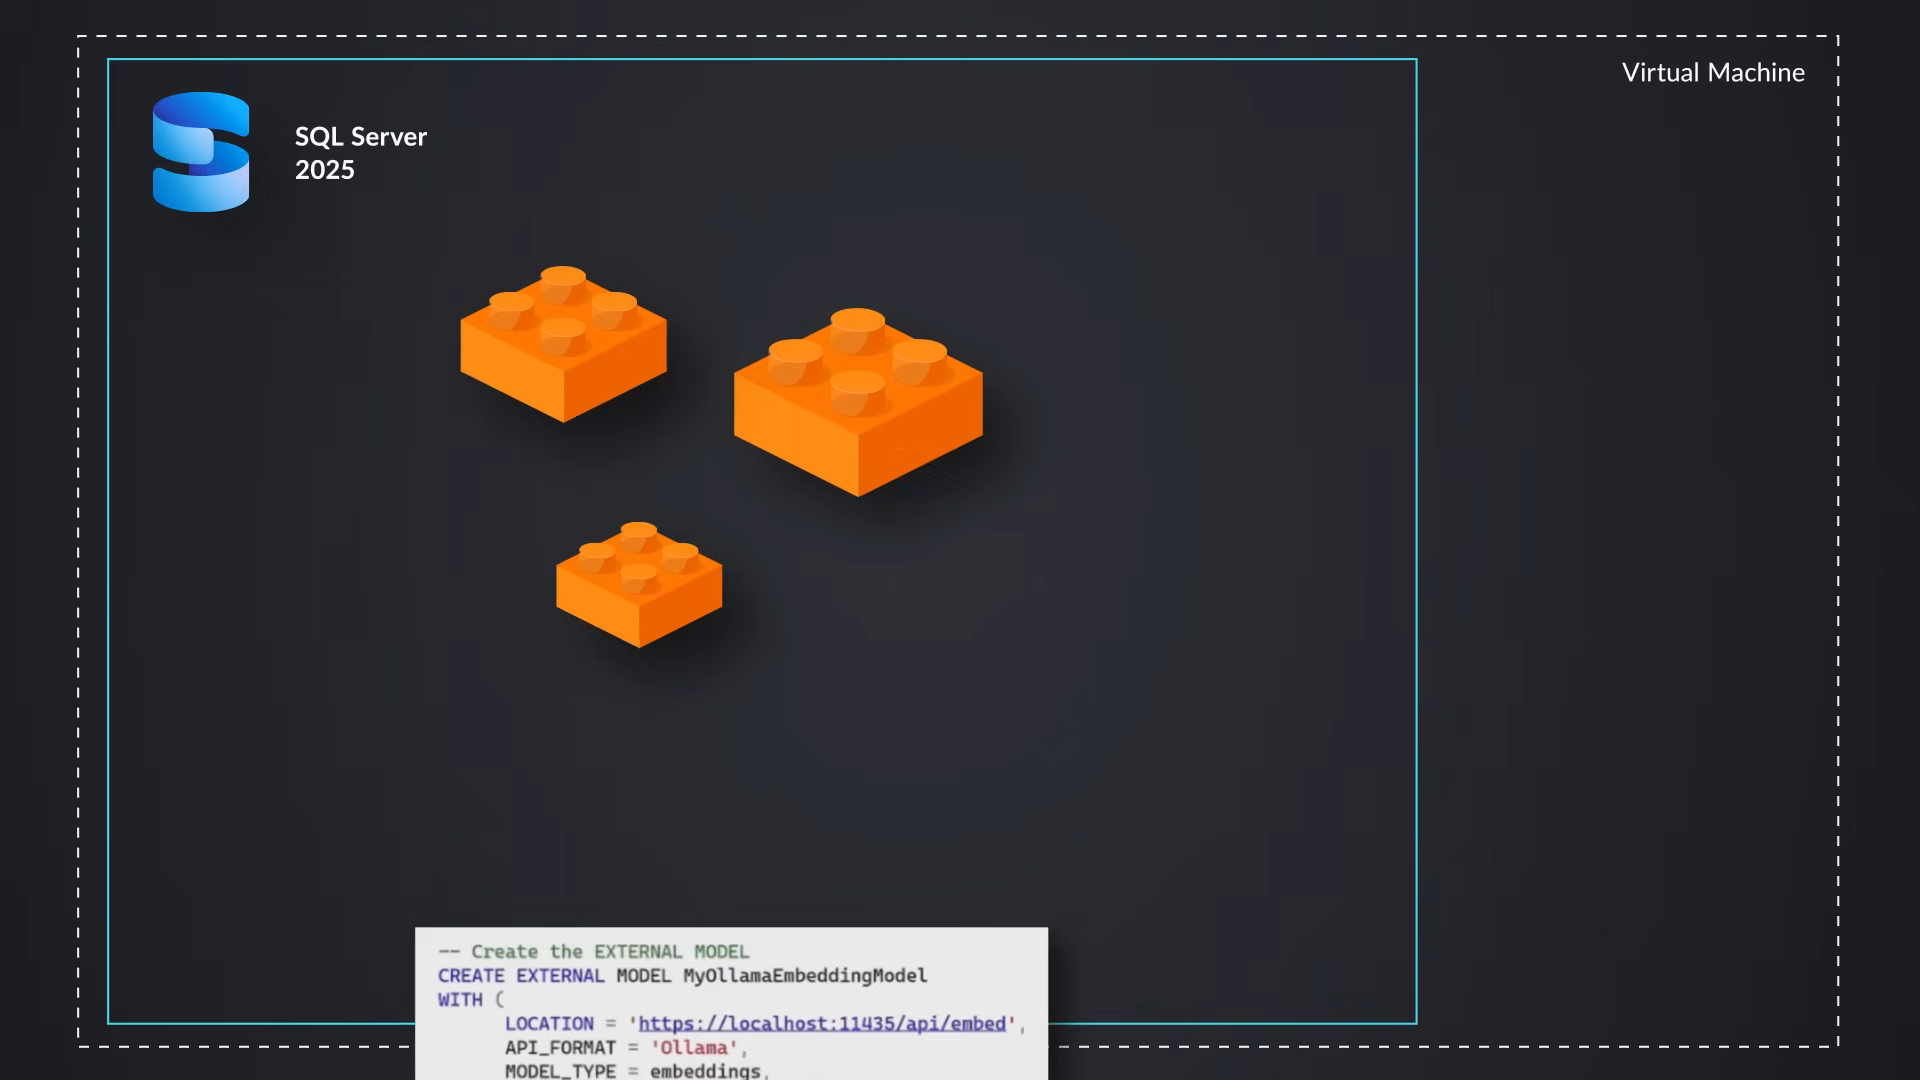 Virtual Machine
SQL Server
2025
-- Create the EXTERNAL MODEL
CREATE EXTERNAL MODEL MyOllamaEmbeddingModel
WITH (
LOCATION = 'https://localhost:11435/api/embed',
API_FORMAT = 'Ollama',
MODEL_TYPE = embeddings,